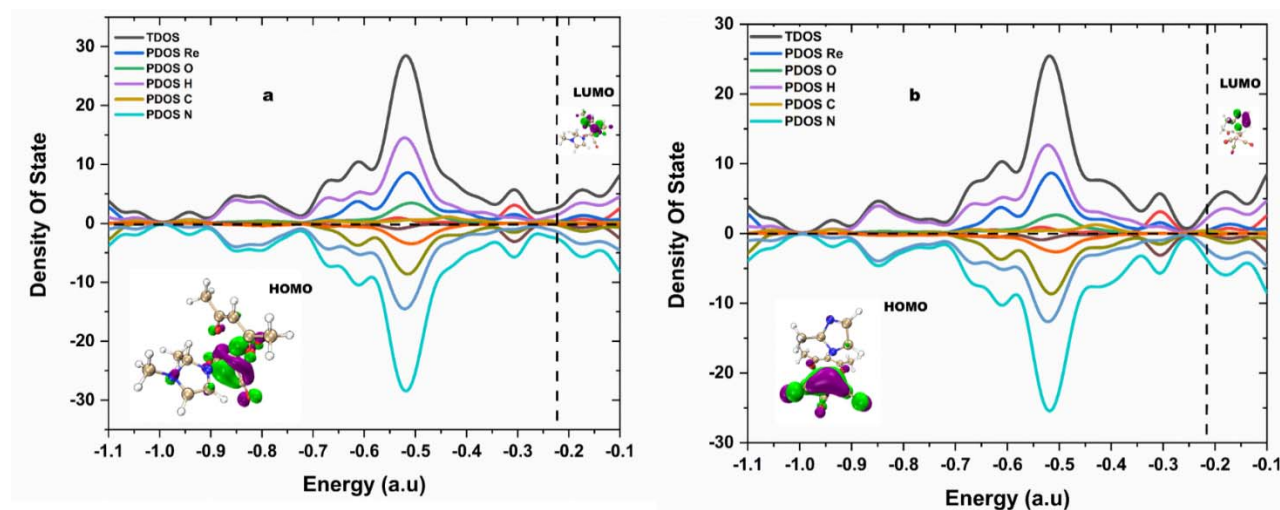 30
20
10
0
-10
-20
-30
Density Of State
TDOS
PDOS Re
PDOS O
PDOS H
PDOS C
PDOS N
a
LUMO
HOMO
-1.1 -1.0 -0.9 -0.8 -0.7 -0.6 -0.5 -0.4 -0.3 -0.2 -0.1
Energy (a.u)
30
20
10
0
-10
-20
-30
Density Of State
TDOS
PDOS Re
PDOS O
PDOS H
PDOS C
PDOS N
b
LUMO
HOMO
-1.1 -1.0 -0.9 -0.8 -0.7 -0.6 -0.5 -0.4 -0.3 -0.2 -0.1
Energy (a.u)